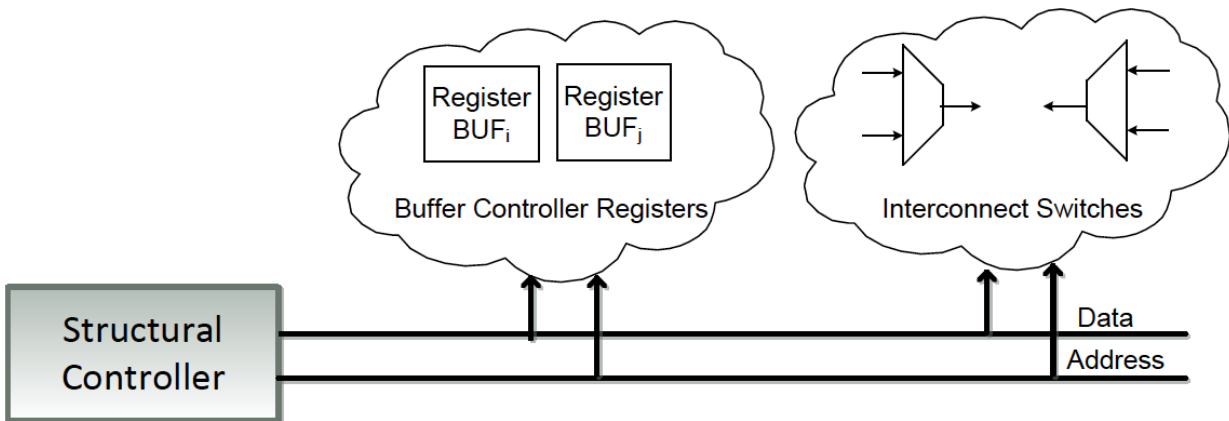 Register
BUFi
Register
BUFj
Buffer Controller Registers
Interconnect Switches
Structural
Controller
Data
Address